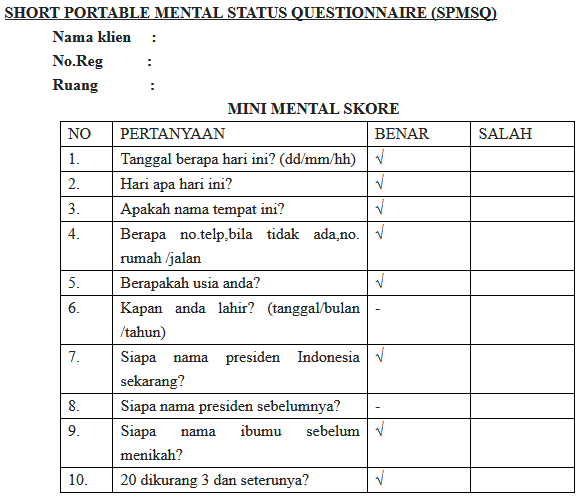 SHORT PORTABLE MENTAL STATUS QUESTIONNAIRE (SPMSQ)
Nama klien :
No.Reg :
Ruang :
MINI MENTAL SKORE
NO PERTANYAAN BENAR SALAH
1. Tanggal berapa hari ini? (dd/mm/hh) √
2. Hari apa hari ini? √
3. Apakah nama tempat ini? √
4. Berapa no.telp,bila tidak ada,no. √
rumah /jalan
5. Berapakah usia anda? √
6. Kapan anda lahir? (tanggal/bulan -
/tahun)
7. Siapa nama presiden Indonesia √
sekarang?
8. Siapa nama presiden sebelumnya? -
9. Siapa nama ibumu sebelum √
menikah?
10. 20 dikurang 3 dan seterunya? √